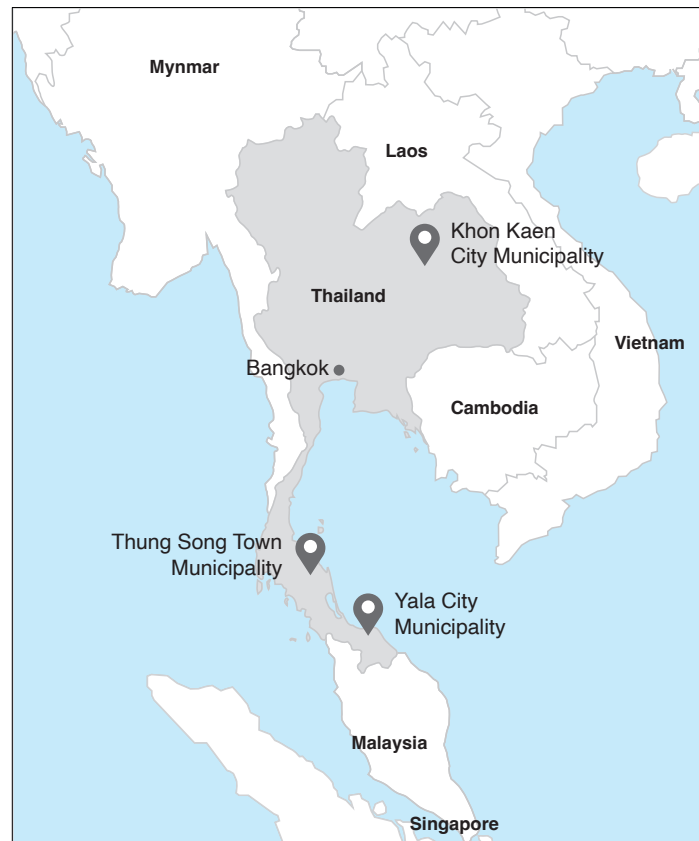 Mynmar
Laos
Khon Kaen
City Municipality
Thailand
Vietnam
Bangkok
Cambodia
Thung Song Town
Municipality
Yala City
Municipality
Malaysia
Singapore